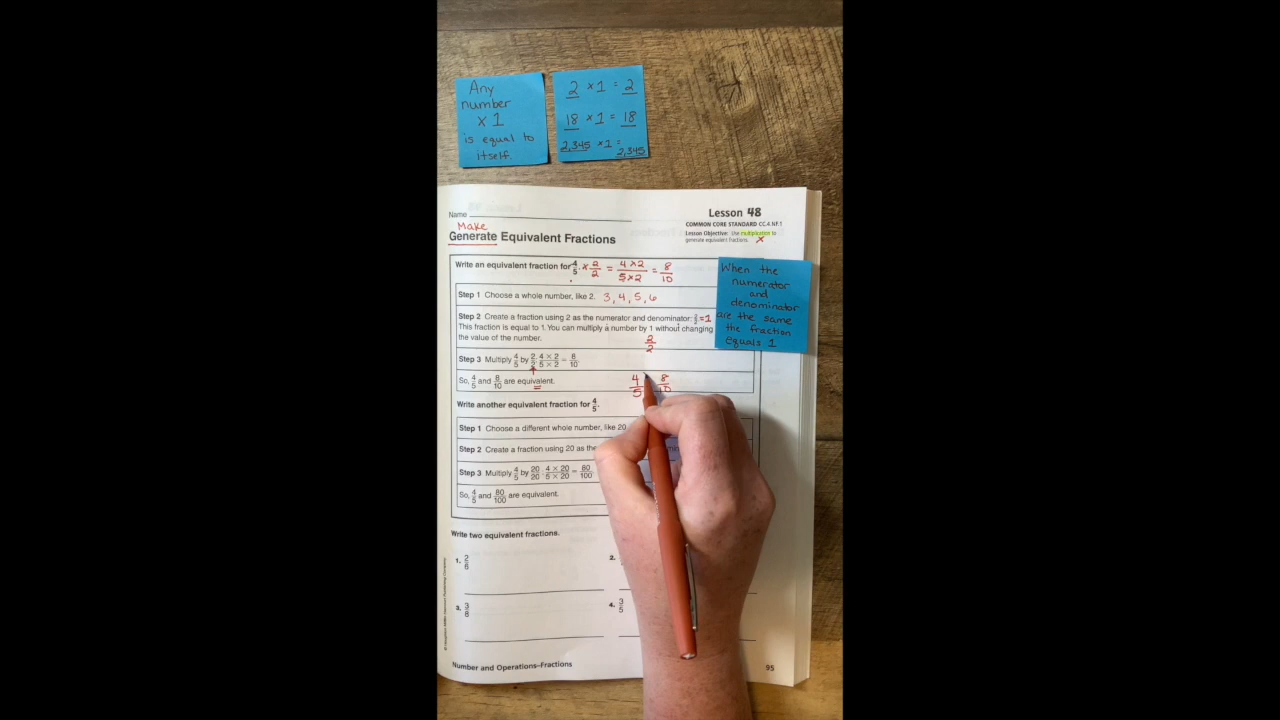 Any
number
x 1
is equal to
itself.
2 x 1 = 2
18 x 1 = 18
2,345 x 1 =
2,345
Name
Lesson 48
COMMON CORE STANDARD CC.4.NF.1
Lesson Objective: Use multiplication to
generate equivalent fractions. x
Make
Generate Equivalent Fractions
Write an equivalent fraction for 4/5. x 2/2 = 4x2/5x2 = 8/10
Step 1 Choose a whole number, like 2. 3, 4, 5, 6
Step 2 Create a fraction using 2 as the numerator and denominator: 2/2 = 1
This fraction is equal to 1. You can multiply a number by 1 without changing
the value of the number.
2/2
Step 3 Multiply 4/5 by 2/2: 4 × 2/5 × 2 = 8/10
So, 4/5 and 8/10 are equivalent.
4/5 8/10
When the
numerator
and
denominator
are the same
the fraction
equals 1
Write another equivalent fraction for 4/5.
Step 1 Choose a different whole number, like 20.
Step 2 Create a fraction using 20 as the
Step 3 Multiply 4/5 by 20/20: 4 × 20/5 × 20 = 80/100
So, 4/5 and 80/100 are equivalent.
Write two equivalent fractions.
1. 2/6
2.
3. 3/8
4. 3/5
Number and Operations–Fractions
95